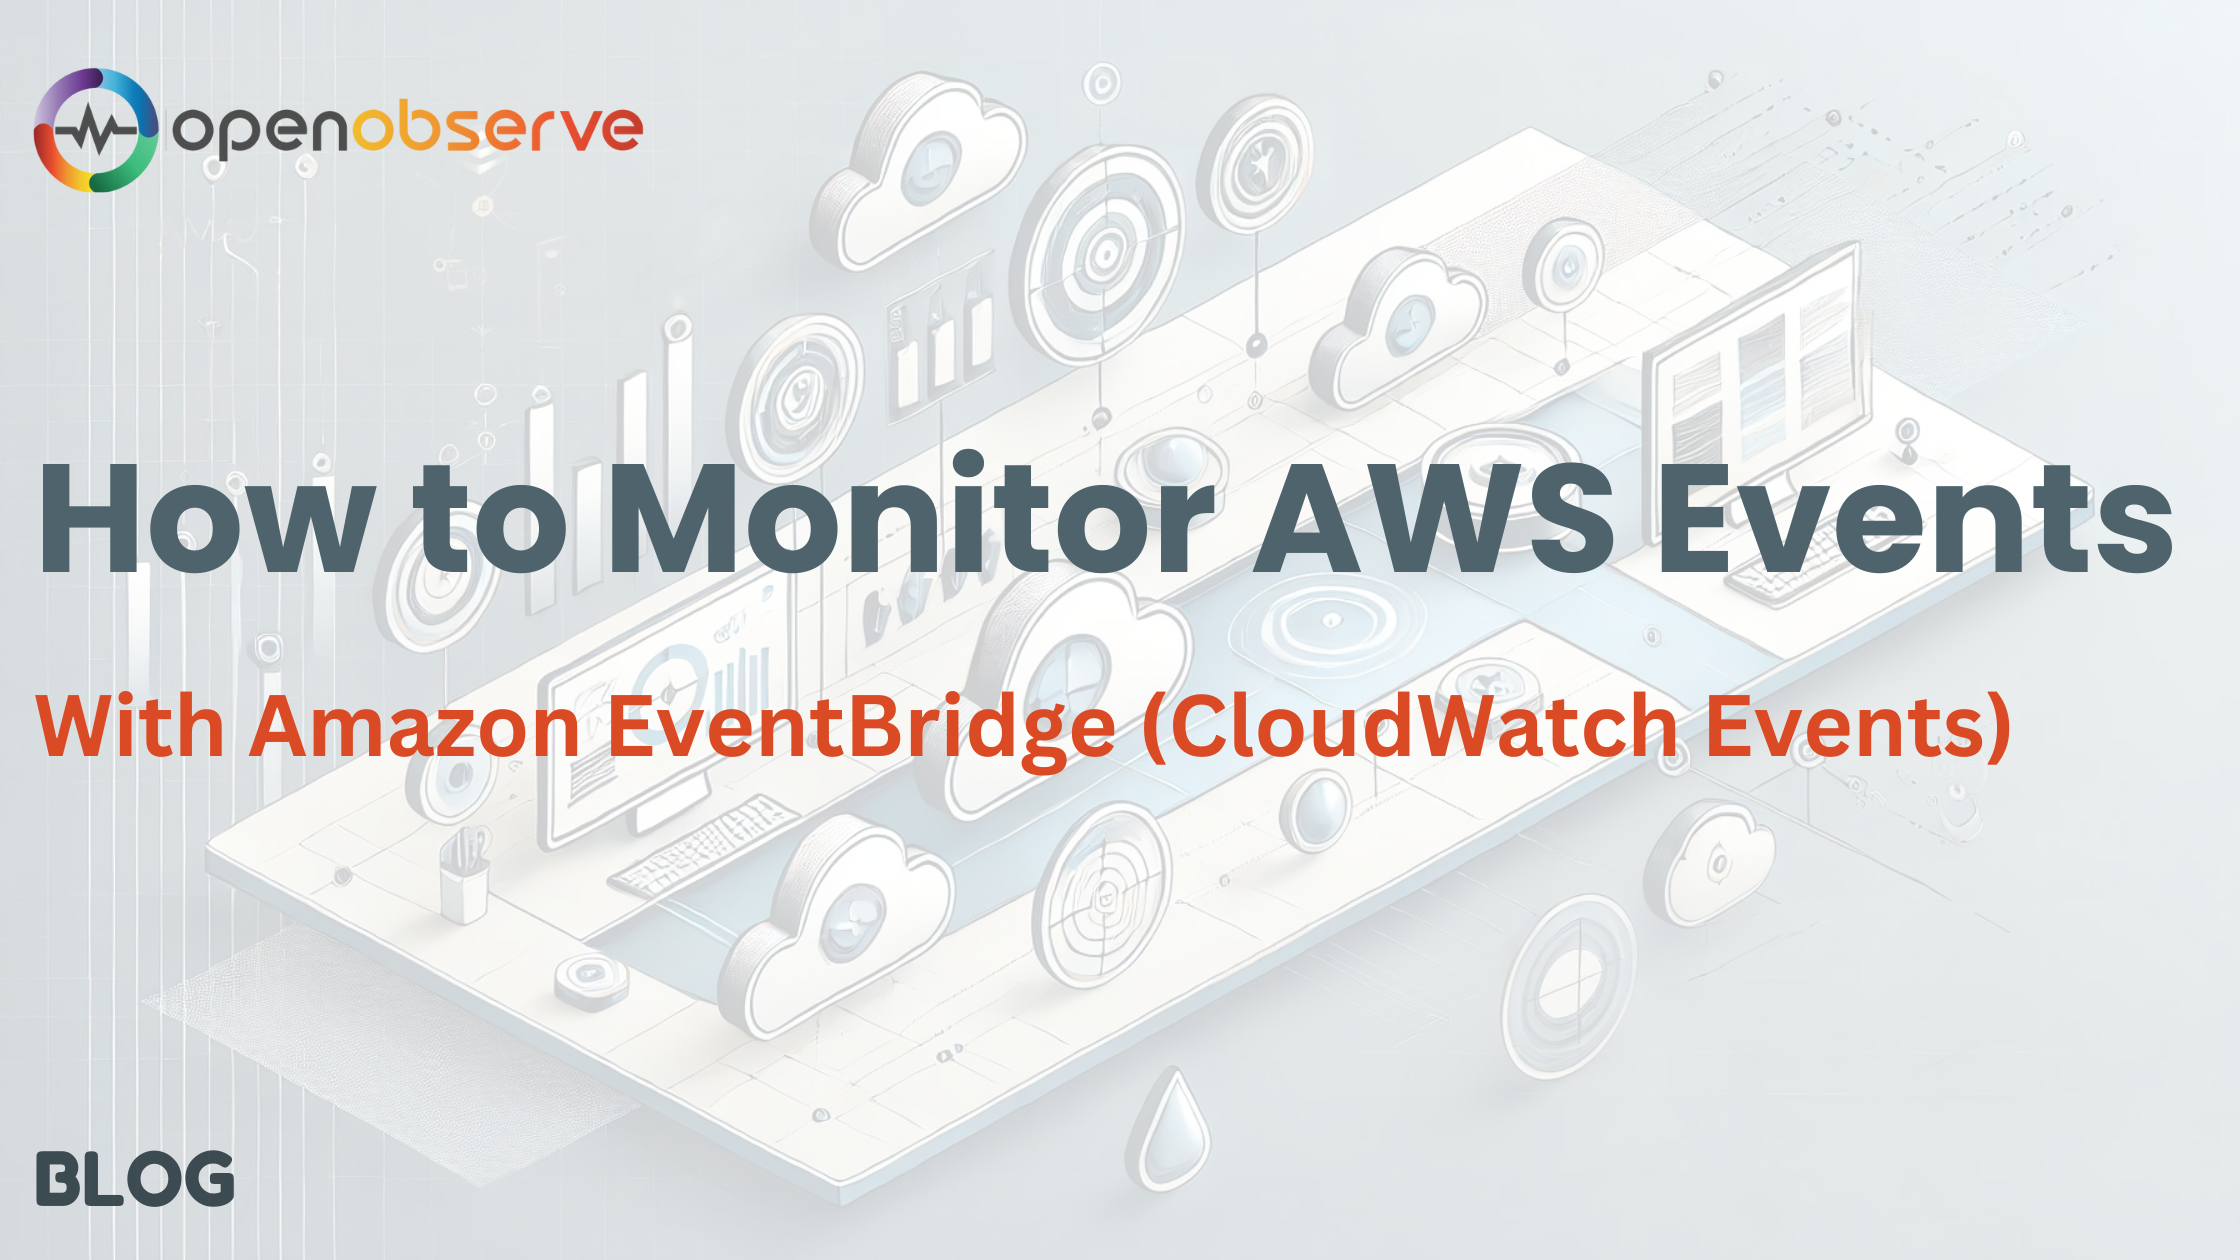 openobserve
How to Monitor AWS Events
With Amazon EventBridge (CloudWatch Events)
BLOG